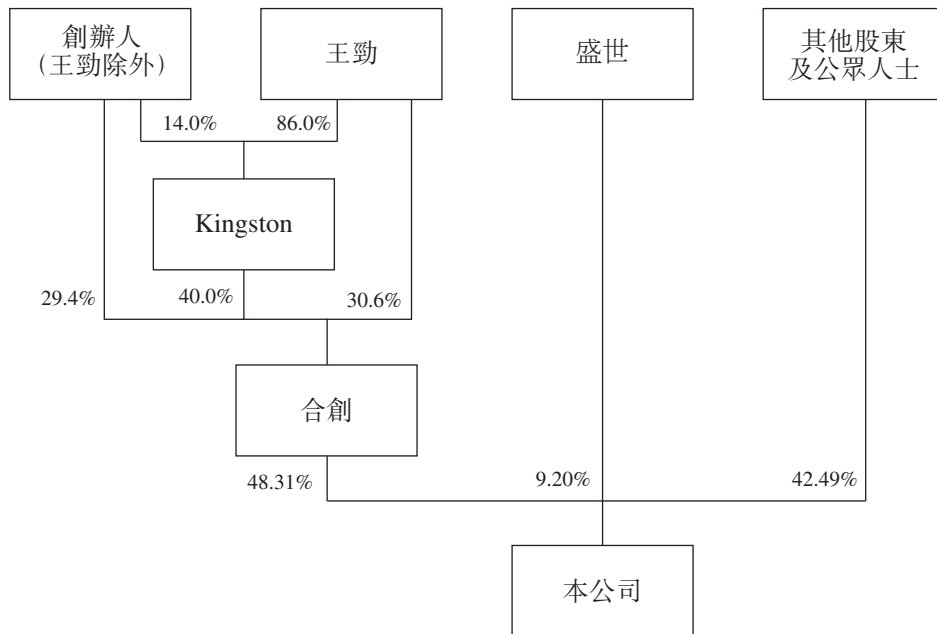 創辦人
（王勁除外）
王勁
盛世
其他股東
及公眾人士
14.0%
86.0%
Kingston
29.4%
40.0%
30.6%
合創
48.31%
9.20%
42.49%
本公司